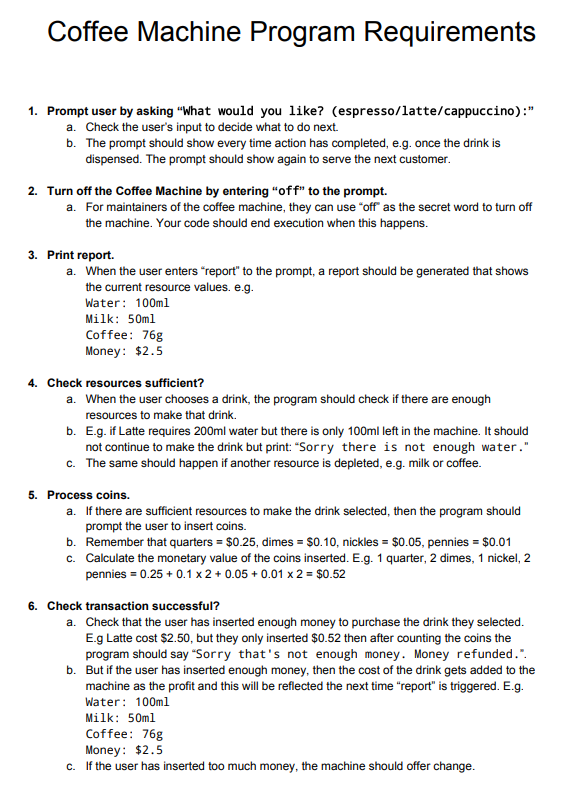 Coffee Machine Program Requirements
1. Prompt user by asking “What would you like? (espresso/latte/cappuccino):”
a. Check the user’s input to decide what to do next.
b. The prompt should show every time action has completed, e.g. once the drink is
dispensed. The prompt should show again to serve the next customer.
2. Turn off the Coffee Machine by entering “off” to the prompt.
a. For maintainers of the coffee machine, they can use “off” as the secret word to turn off
the machine. Your code should end execution when this happens.
3. Print report.
a. When the user enters “report” to the prompt, a report should be generated that shows
the current resource values. e.g.
Water: 100ml
Milk: 50ml
Coffee: 76g
Money: $2.5
4. Check resources sufficient?
a. When the user chooses a drink, the program should check if there are enough
resources to make that drink.
b. E.g. if Latte requires 200ml water but there is only 100ml left in the machine. It should
not continue to make the drink but print: “Sorry there is not enough water.”
c. The same should happen if another resource is depleted, e.g. milk or coffee.
5. Process coins.
a. If there are sufficient resources to make the drink selected, then the program should
prompt the user to insert coins.
b. Remember that quarters = $0.25, dimes = $0.10, nickles = $0.05, pennies = $0.01
c. Calculate the monetary value of the coins inserted. E.g. 1 quarter, 2 dimes, 1 nickel, 2
pennies = 0.25 + 0.1 x 2 + 0.05 + 0.01 x 2 = $0.52
6. Check transaction successful?
a. Check that the user has inserted enough money to purchase the drink they selected.
E.g Latte cost $2.50, but they only inserted $0.52 then after counting the coins the
program should say “Sorry that's not enough money. Money refunded.”.
b. But if the user has inserted enough money, then the cost of the drink gets added to the
machine as the profit and this will be reflected the next time “report” is triggered. E.g.
Water: 100ml
Milk: 50ml
Coffee: 76g
Money: $2.5
c. If the user has inserted too much money, the machine should offer change.